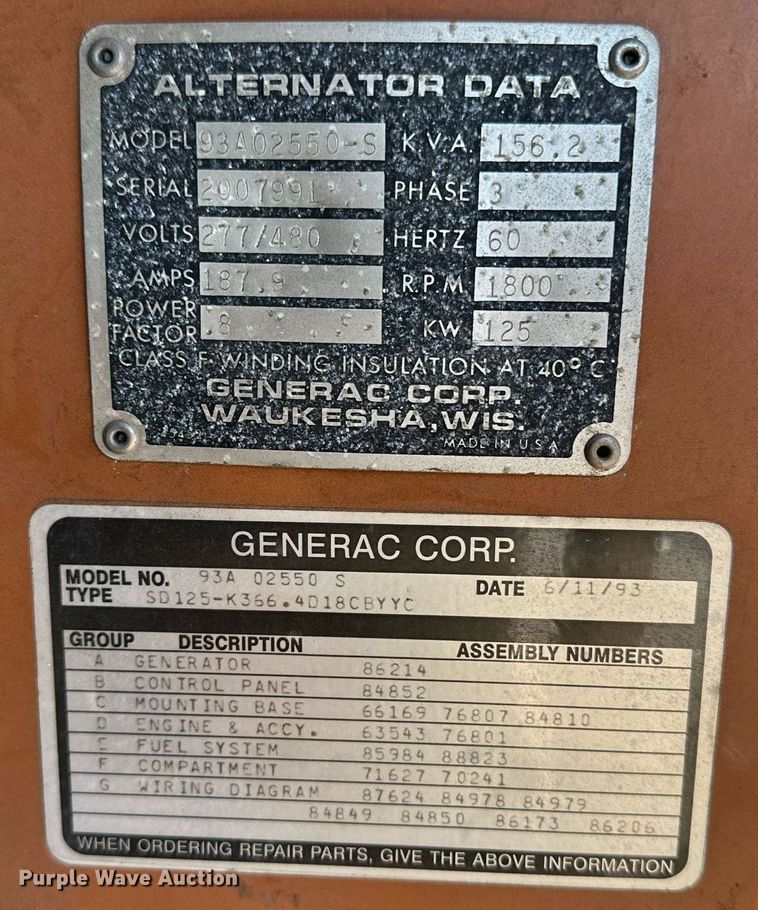 ALTERNATOR DATA
MODEL 93A02550-S K.V.A. 156.2
SERIAL 2007991 PHASE 3
VOLTS 277/480 HERTZ 60
AMPS 187.9 R.P.M 1800
POWER FACTOR .8 KW 125
CLASS F WINDING INSULATION AT 40° C
GENERAC CORP.
WAUKESHA, WIS.
MADE IN U.S.A
GENERAC CORP.
MODEL NO. 93A 02550 S DATE 6/11/93
TYPE SD125-K366.4D18CBYYC
GROUP DESCRIPTION ASSEMBLY NUMBERS
A GENERATOR 86214
B CONTROL PANEL 84852
C MOUNTING BASE 66169 76807 84810
D ENGINE & ACCY. 63543 76801
E FUEL SYSTEM 85984 88823
F COMPARTMENT 71627 70241
G WIRING DIAGRAM 87624 84978 84979
84849 84850 86173 86206
WHEN ORDERING REPAIR PARTS, GIVE THE ABOVE INFORMATION
Purple Wave Auction